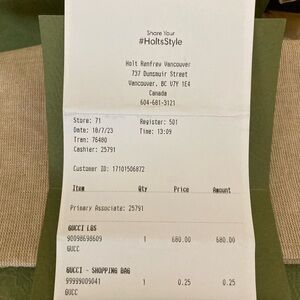 Share Your
#HoltsStyle
Holt Renfrew Vancouver
737 Dunsmuir Street
Vancouver, BC V7Y 1E4
Canada
604-681-3121
Store: 71 Register: 501
Date: 10/7/23 Time: 13:09
Tran: 76480
Cashier: 25791
Customer ID: 17101506872
Item Qty Price Amount
Primary Associate: 25791
GUCCI LGS
90098698609 1 680.00 680.00
GUCC
GUCCI - SHOPPING BAG
99999009041 1 0.25 0.25
GUCC